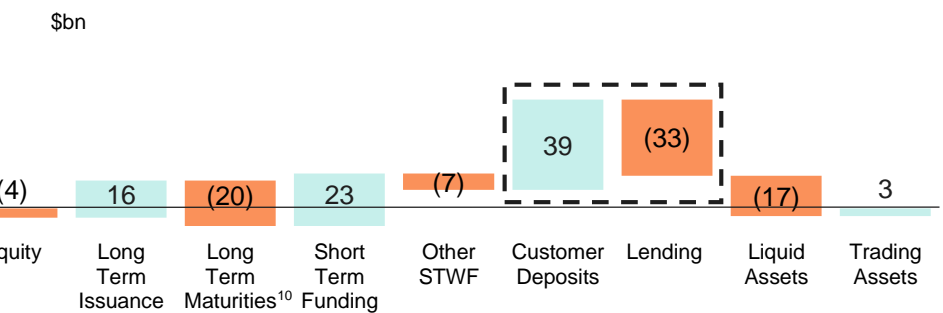 $bn
(4)
16
(20)
23
(7)
39
(33)
(17)
3
quity
Long
Term
Issuance
Long
Term
Maturities¹⁰
Short
Term
Funding
Other
STWF
Customer
Deposits
Lending
Liquid
Assets
Trading
Assets